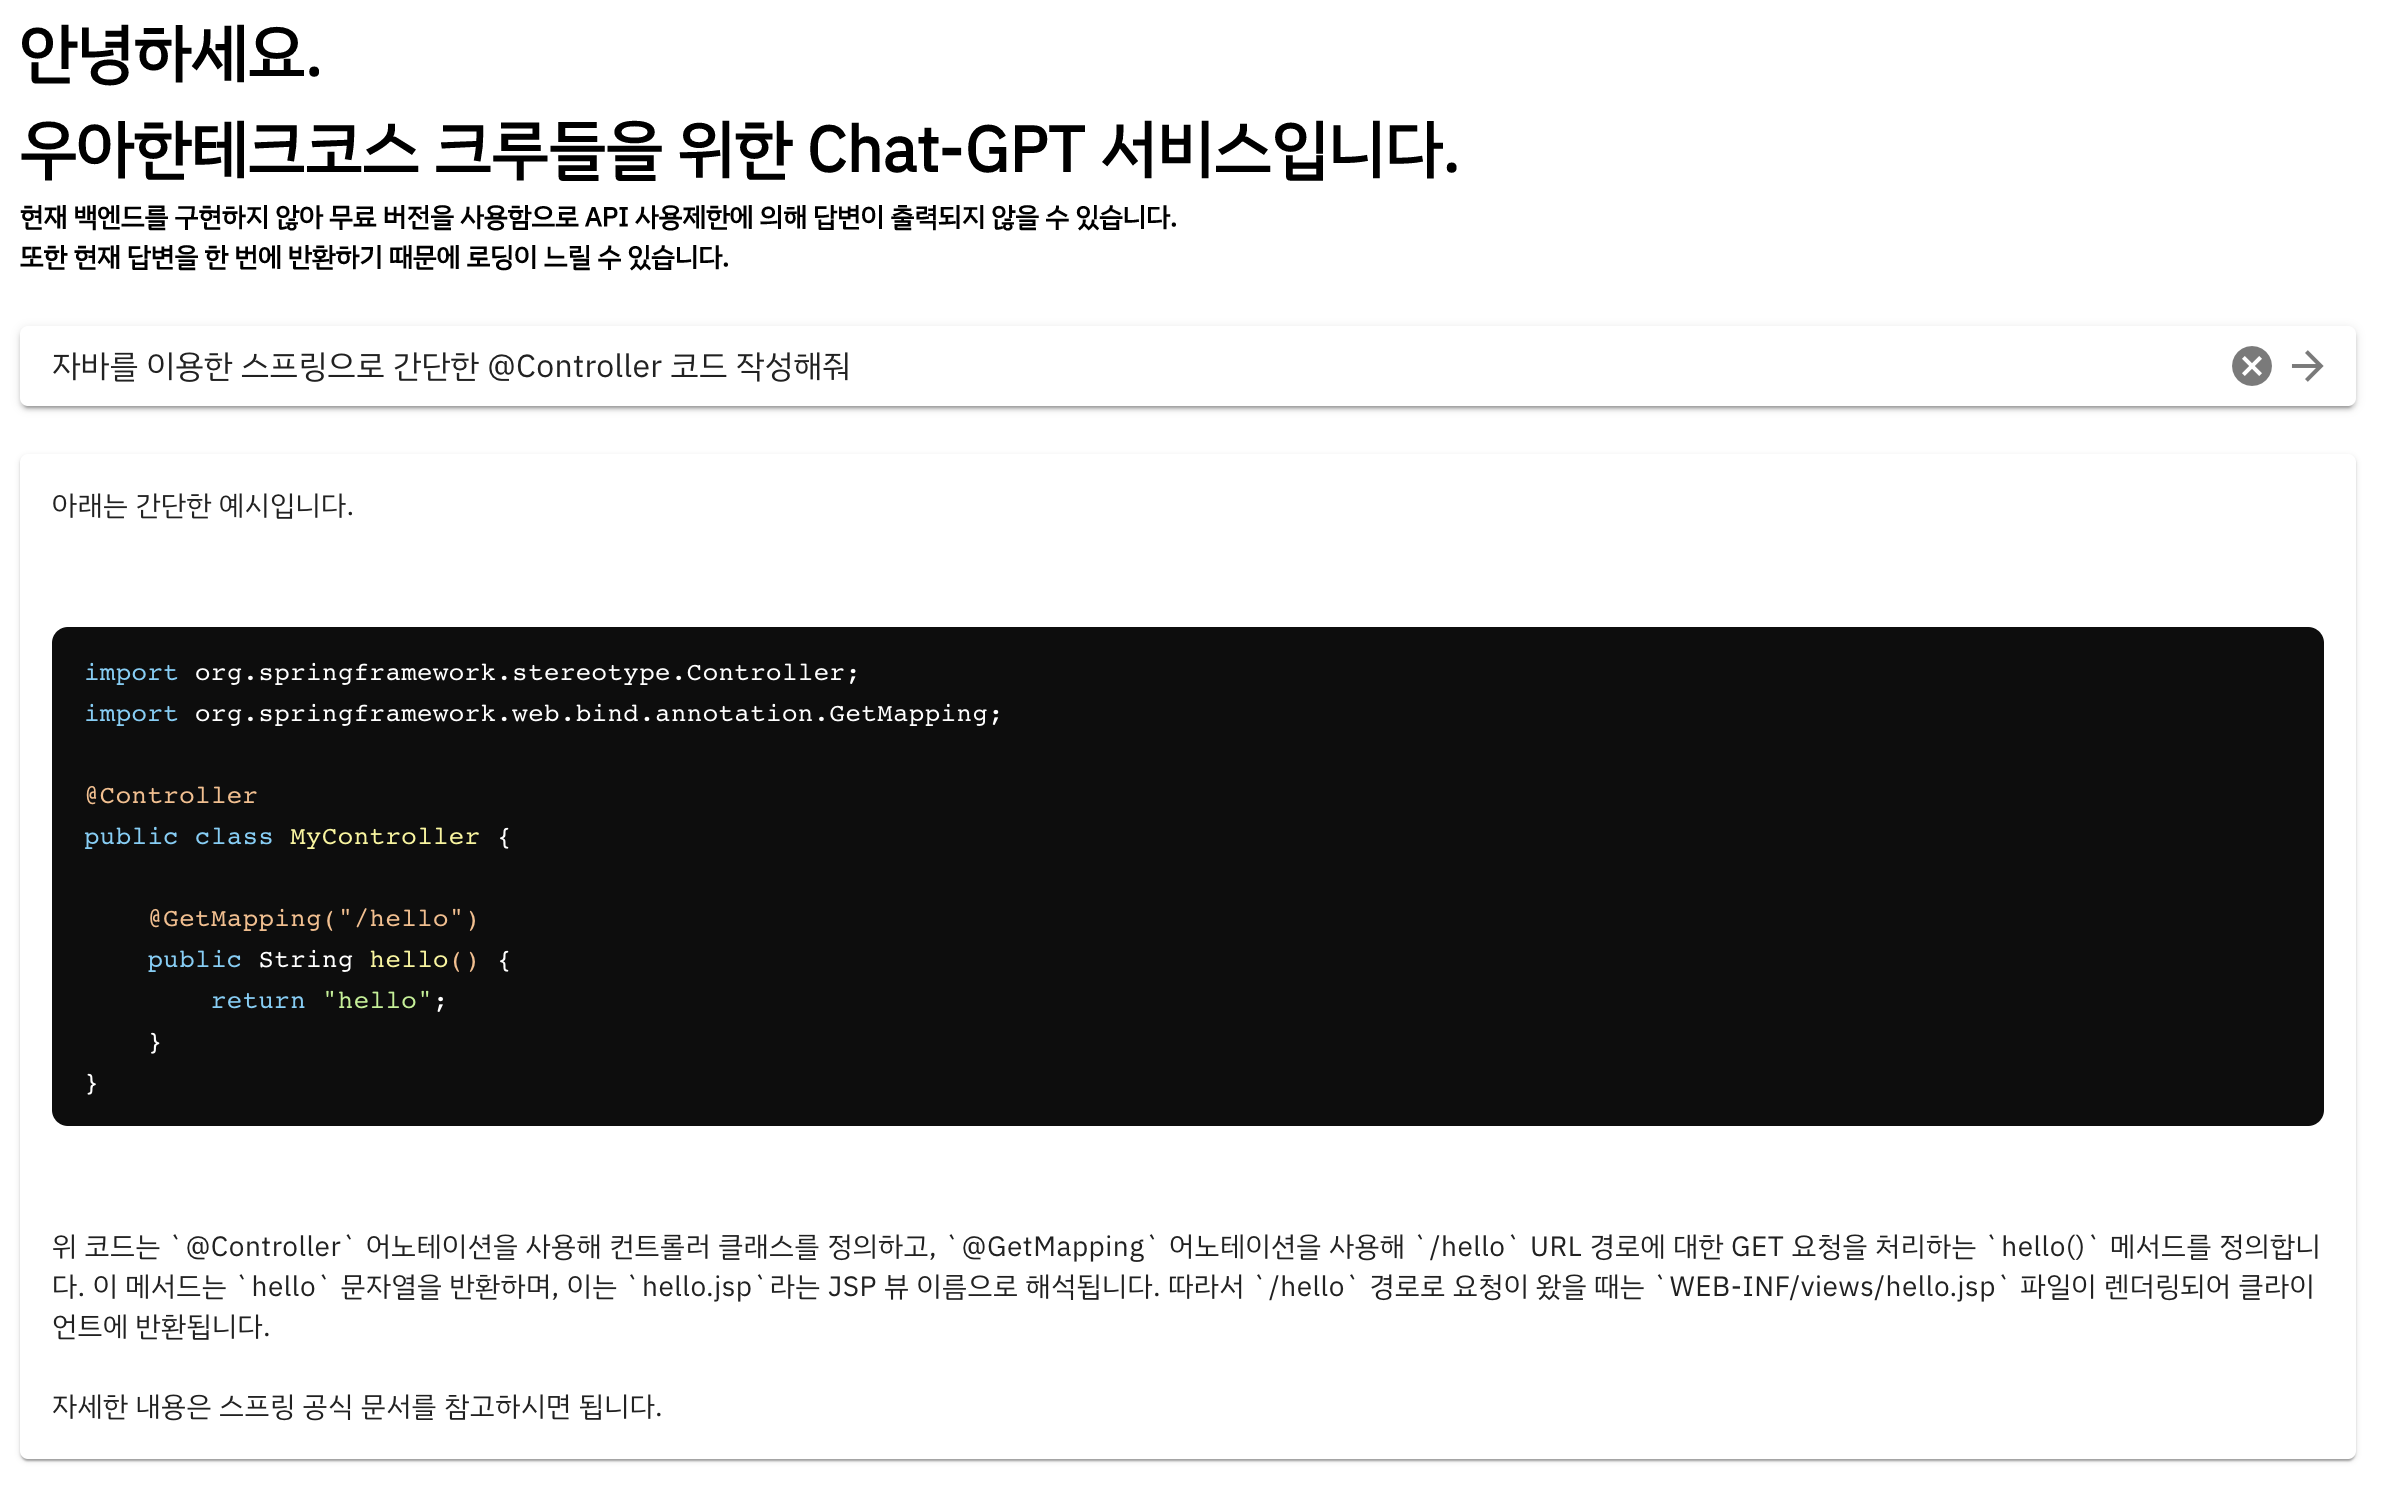 안녕하세요.
우아한테크코스 크루들을 위한 Chat-GPT 서비스입니다.
현재 백엔드를 구현하지 않아 무료 버전을 사용함으로 API 사용제한에 의해 답변이 출력되지 않을 수 있습니다.
또한 현재 답변을 한 번에 반환하기 때문에 로딩이 느릴 수 있습니다.
자바를 이용한 스프링으로 간단한 @Controller 코드 작성해줘
아래는 간단한 예시입니다.
import org.springframework.stereotype.Controller;
import org.springframework.web.bind.annotation.GetMapping;
@Controller
public class MyController {
    @GetMapping("/hello")
    public String hello() {
        return "hello";
    }
}
위 코드는 `@Controller` 어노테이션을 사용해 컨트롤러 클래스를 정의하고, `@GetMapping` 어노테이션을 사용해 `/hello` URL 경로에 대한 GET 요청을 처리하는 `hello()` 메서드를 정의합니
다. 이 메서드는 `hello` 문자열을 반환하며, 이는 `hello.jsp`라는 JSP 뷰 이름으로 해석됩니다. 따라서 `/hello` 경로로 요청이 왔을 때는 `WEB-INF/views/hello.jsp` 파일이 렌더링되어 클라이
언트에 반환됩니다.
자세한 내용은 스프링 공식 문서를 참고하시면 됩니다.